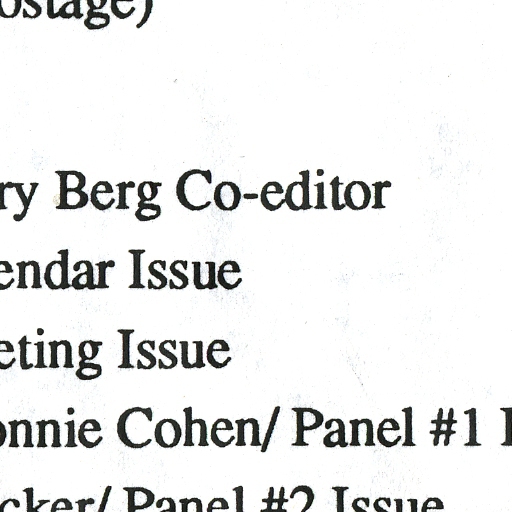 ostage)
ry Berg Co-editor
endar Issue
eting Issue
onnie Cohen/ Panel #1 I
cker/ Panel #2 Issue